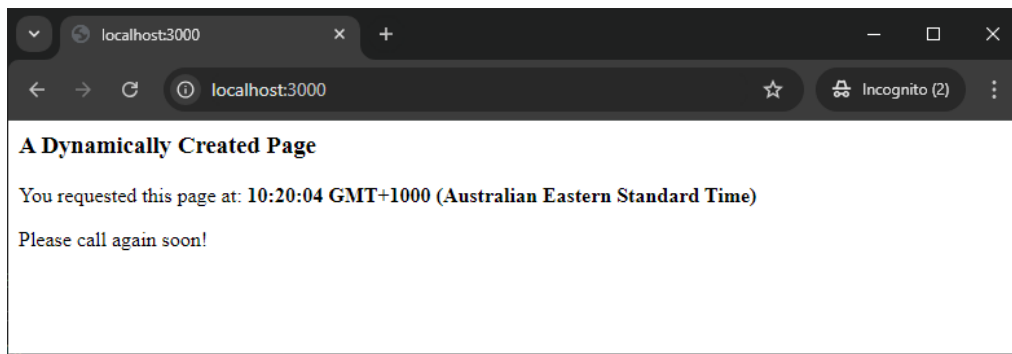 localhost:3000
localhost:3000
Incognito (2)
A Dynamically Created Page
You requested this page at: 10:20:04 GMT+1000 (Australian Eastern Standard Time)
Please call again soon!